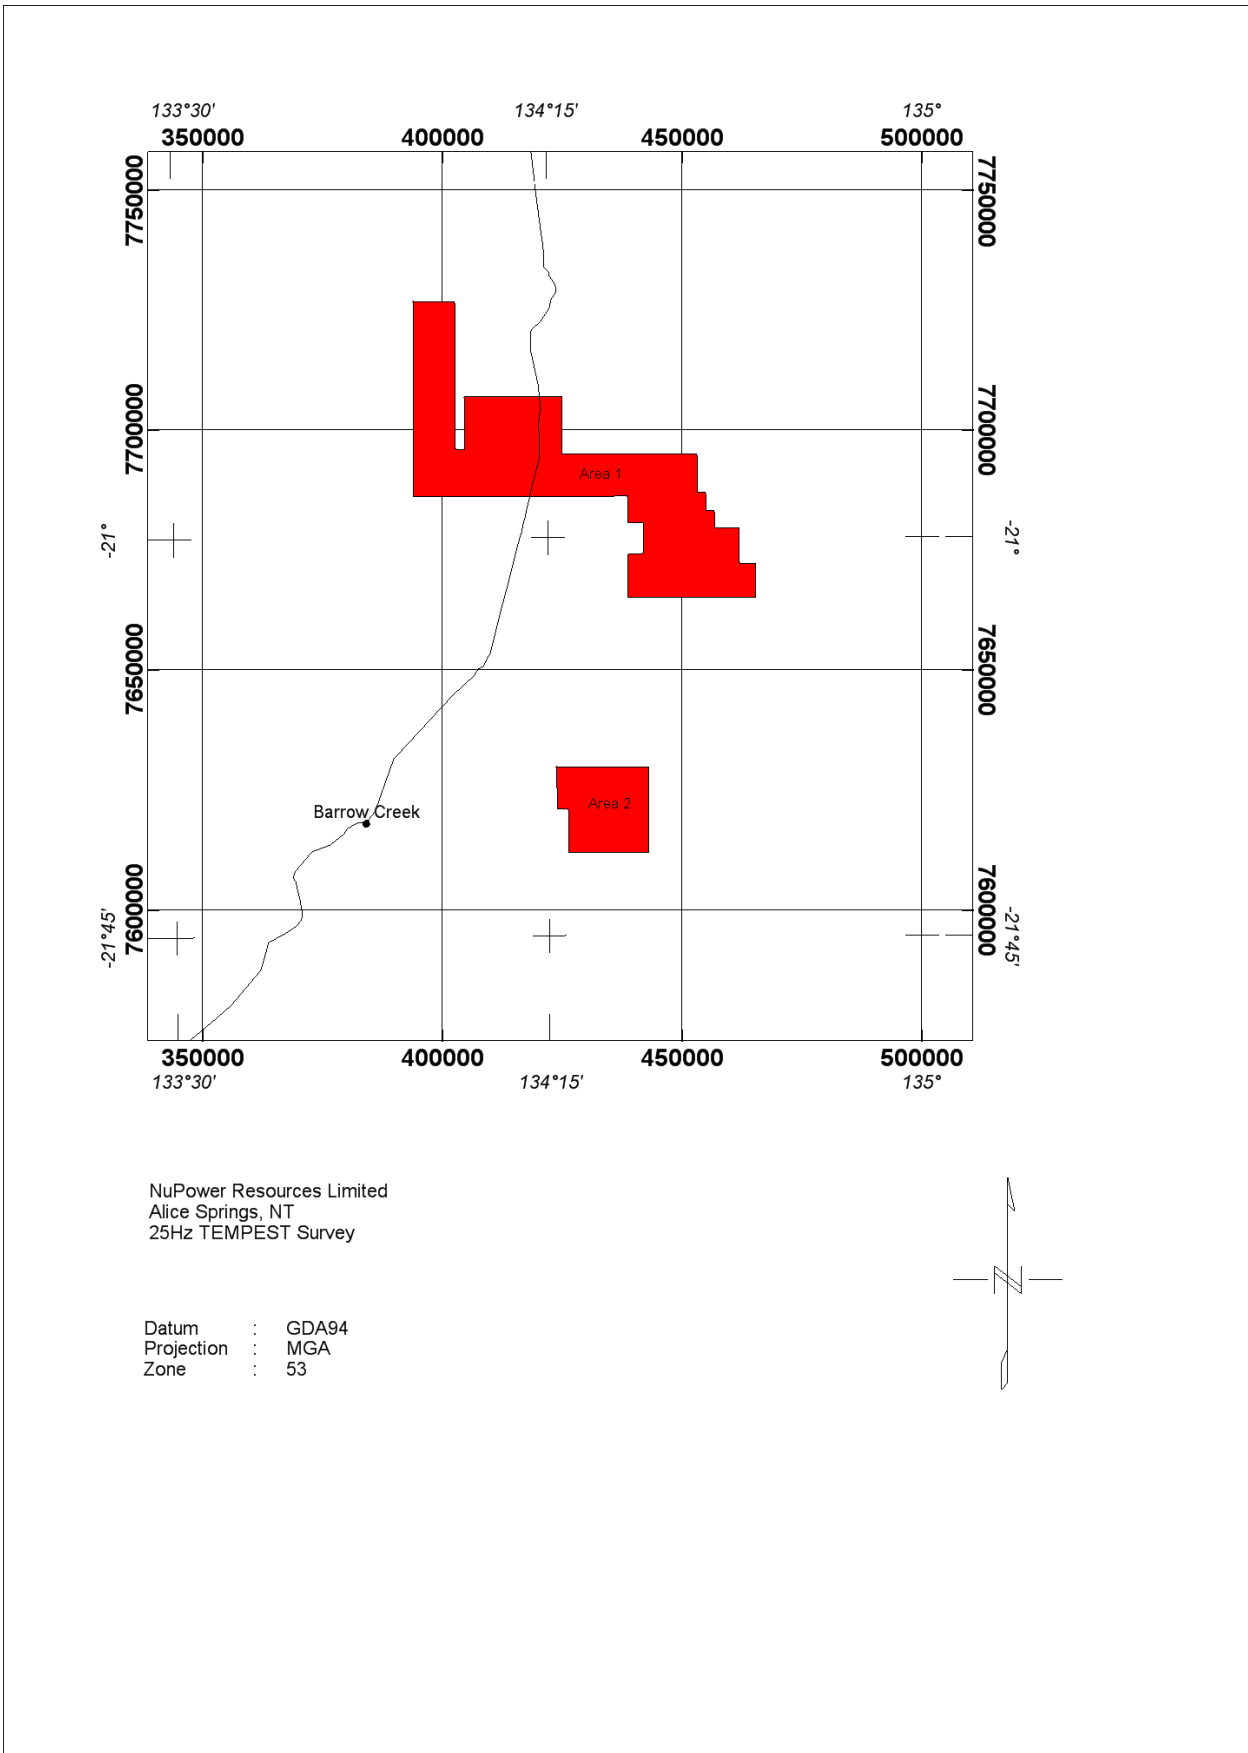 133°30' 134°15' 135°
350000 400000 450000 500000
7750000 7750000
7700000 7700000
Area 1
-21° -21°
7650000 7650000
Area 2
Barrow Creek
7600000 7600000
-21°45' -21°45'
350000 400000 450000 500000
133°30' 134°15' 135°
NuPower Resources Limited
Alice Springs, NT
25Hz TEMPEST Survey
N
Datum : GDA94
Projection : MGA
Zone : 53